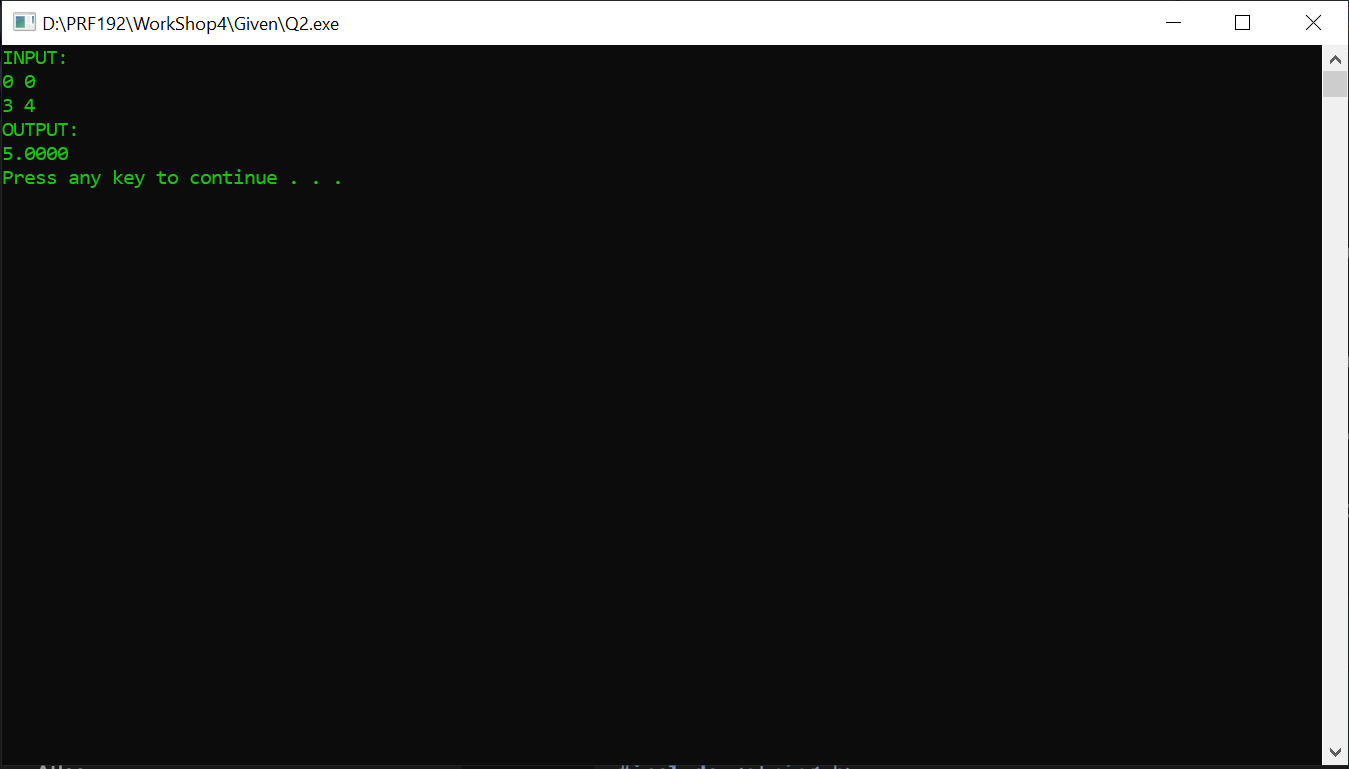 D:\PRF192\WorkShop4\Given\Q2.exe
INPUT:
0 0
3 4
OUTPUT:
5.0000
Press any key to continue . . .